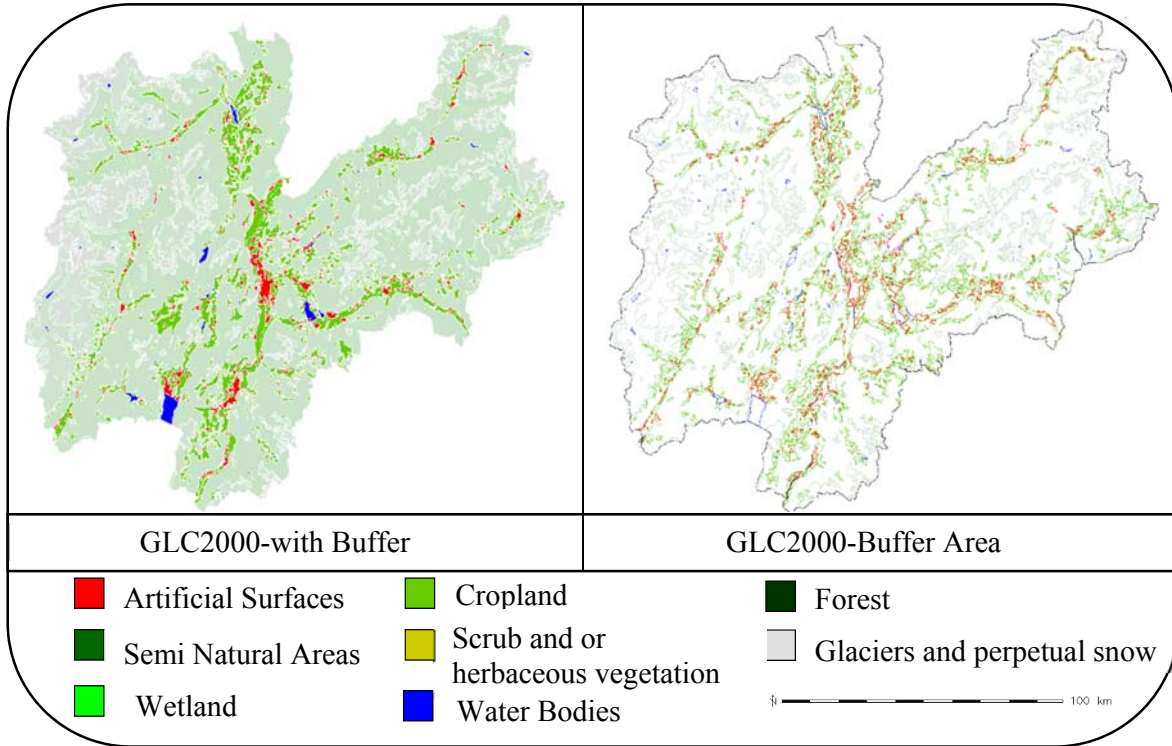 GLC2000-with Buffer
GLC2000-Buffer Area
Artificial Surfaces
Cropland
Forest
Semi Natural Areas
Scrub and or
herbaceous vegetation
Glaciers and perpetual snow
Wetland
Water Bodies
N
100 km